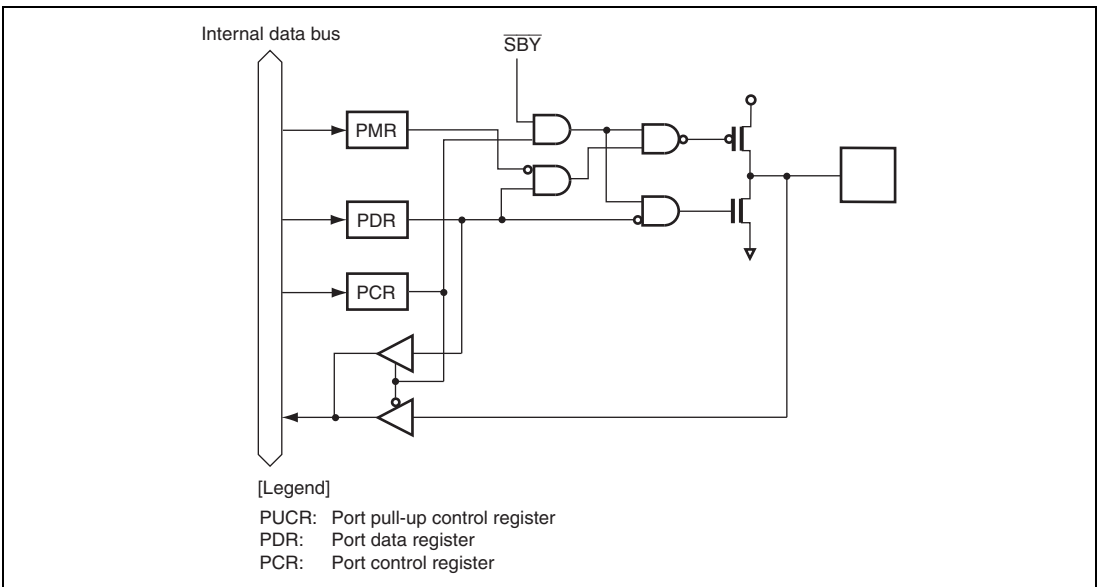 Internal data bus
SBY
PMR
PDR
PCR
[Legend]
PUCR: Port pull-up control register
PDR: Port data register
PCR: Port control register